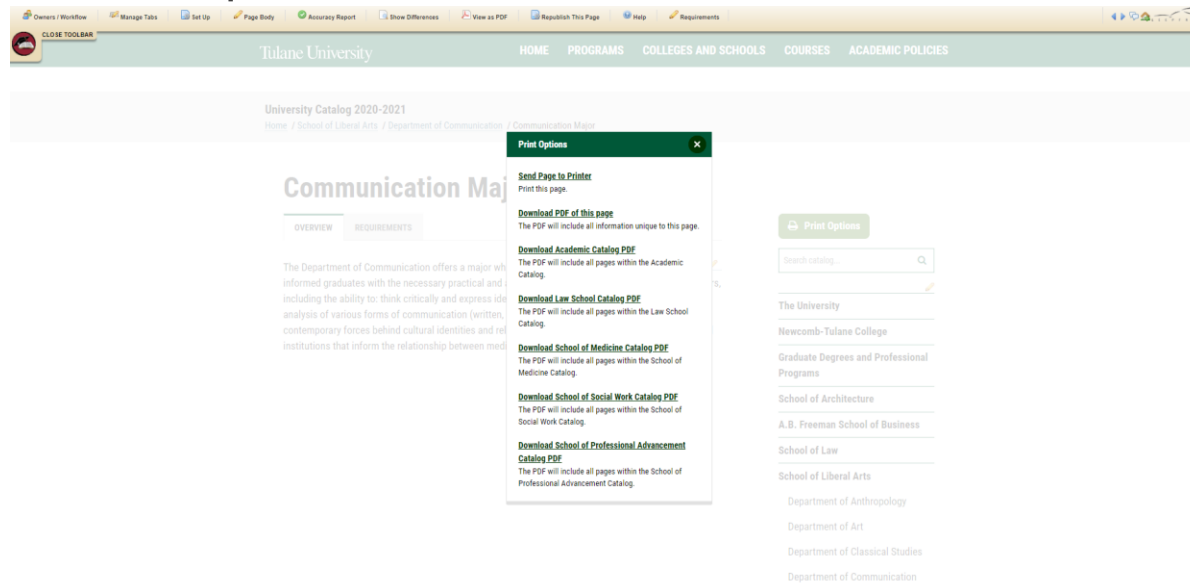 Owners / Workflow Manage Tabs Set Up Page Body Accuracy Report Show Differences View as PDF Republish This Page Help Requirements
CLOSE TOOLBAR
Tulane University HOME PROGRAMS COLLEGES AND SCHOOLS COURSES ACADEMIC POLICIES
University Catalog 2020-2021
Home / School of Liberal Arts / Department of Communication / Communication Major
Print Options
Send Page to Printer
Print this page.
Download PDF of this page
The PDF will include all information unique to this page.
Download Academic Catalog PDF
The PDF will include all pages within the Academic
Catalog.
Download Law School Catalog PDF
The PDF will include all pages within the Law School
Catalog.
Download School of Medicine Catalog PDF
The PDF will include all pages within the School of
Medicine Catalog.
Download School of Social Work Catalog PDF
The PDF will include all pages within the School of
Social Work Catalog.
Download School of Professional Advancement
Catalog PDF
The PDF will include all pages within the School of
Professional Advancement Catalog.
Communication Maj
OVERVIEW REQUIREMENTS
The Department of Communication offers a major wh
informed graduates with the necessary practical and
including the ability to: think critically and express ide
analysis of various forms of communication (written,
contemporary forces behind cultural identities and rel
institutions that inform the relationship between medi
Print Options
Search catalog...
The University
Newcomb-Tulane College
Graduate Degrees and Professional
Programs
School of Architecture
A.B. Freeman School of Business
School of Law
School of Liberal Arts
Department of Anthropology
Department of Art
Department of Classical Studies
Department of Communication